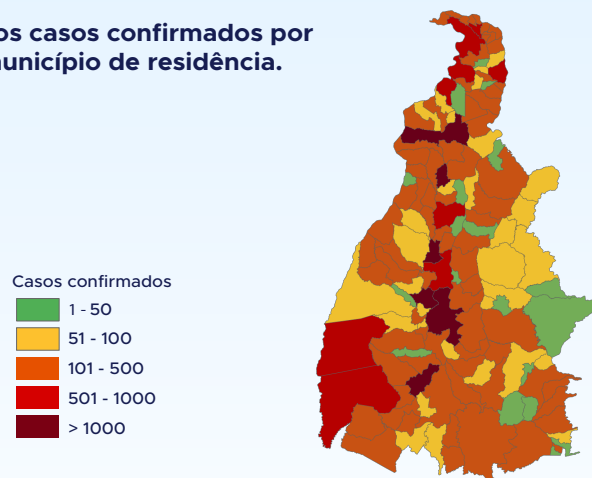 os casos confirmados por
unicípio de residência.
Casos confirmados
1 - 50
51 - 100
101 - 500
501 - 1000
> 1000